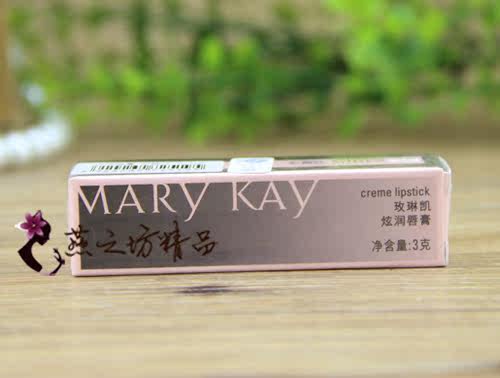 MARY KAY
creme lipstick
玫琳凯
炫润唇膏
净含量:3克
燕之坊精品